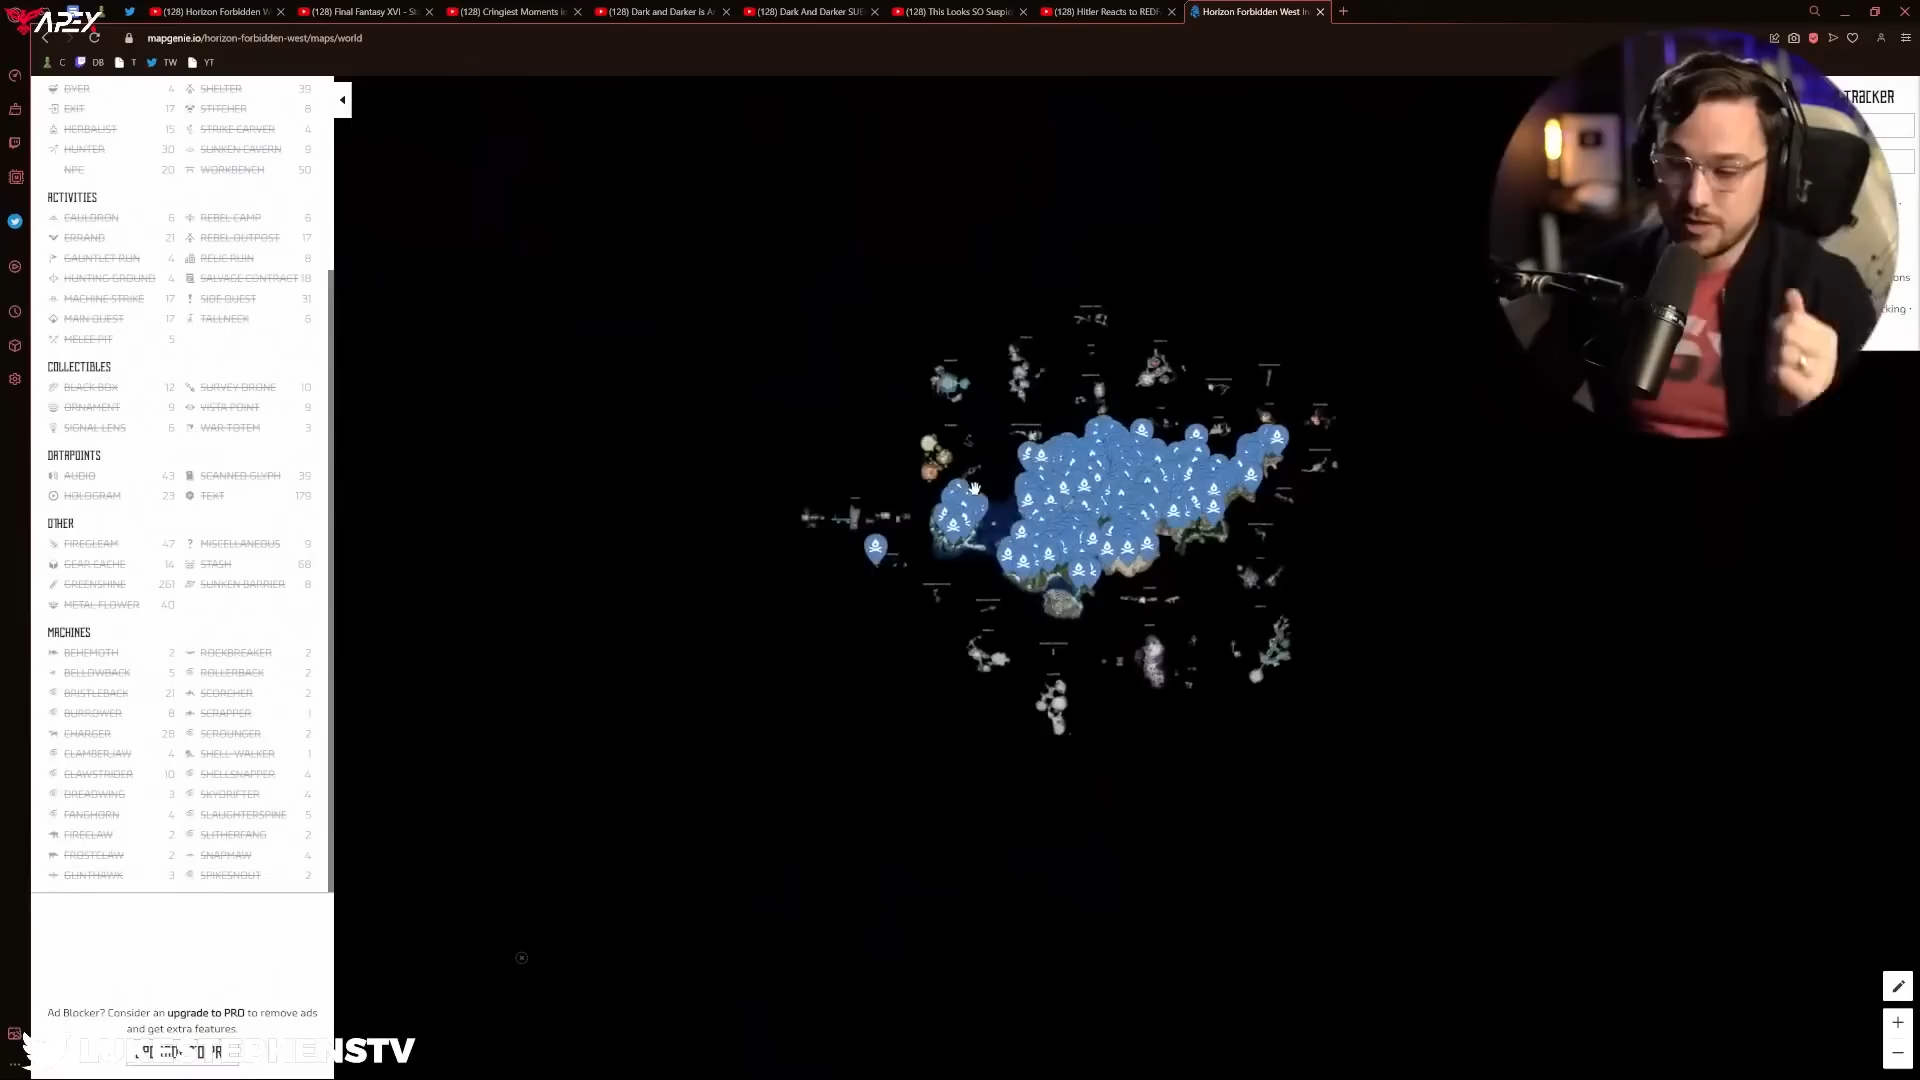 APEX
(128) Horizon Forbidden W
(128) Final Fantasy XVI - St
(128) Cringiest Moments in
(128) Dark and Darker is A
(128) Dark And Darker SUE
(128) This Looks SO Suspic
(128) Hitler Reacts to REDF
Horizon Forbidden West In
mapgenie.io/horizon-forbidden-west/maps/world
C DB T TW YT
TRACKER
DYER 4 SHELTER 39
EXIT 17 STITCHER 8
HERBALIST 15 STRIKE CARVER 4
HUNTER 30 SUNKEN CAVERN 9
NPC 20 WORKBENCH 50
ACTIVITIES
CAULDRON 6 REBEL CAMP 6
ERRAND 21 REBEL OUTPOST 17
GAUNTLET RUN 4 RELIC RUIN 8
HUNTING GROUND 4 SALVAGE CONTRACT 18
MACHINE STRIKE 17 SIDE QUEST 31
MAIN QUEST 17 TALLNECK 6
MELEE PIT 5
ons
cking ·
COLLECTIBLES
BLACK BOX 12 SURVEY DRONE 10
ORNAMENT 9 VISTA POINT 9
SIGNAL LENS 6 WAR TOTEM 3
DATAPOINTS
AUDIO 43 SCANNED GLYPH 39
HOLOGRAM 23 TEXT 179
OTHER
FIREGLEAM 47 MISCELLANEOUS 9
GEAR CACHE 14 STASH 68
GREENSHINE 261 SUNKEN BARRIER 8
METAL FLOWER 40
MACHINES
BEHEMOTH 2 ROCKBREAKER 2
BELLOWBACK 5 ROLLERBACK 2
BRISTLEBACK 21 SCORCHER 2
BURROWER 8 SCRAPPER 1
CHARGER 28 SCROUNGER 2
CLAMBERJAW 4 SHELL-WALKER 1
CLAWSTRIDER 10 SHELLSNAPPER 4
DREADWING 3 SKYDRIFTER 4
FANGHORN 4 SLAUGHTERSPINE 5
FIRECLAW 2 SLITHERFANG 2
FROSTCLAW 2 SNAPMAW 4
GLINTHAWK 3 SPIKESNOUT 2
Ad Blocker? Consider an upgrade to PRO to remove ads
and get extra features.
LUKESTEPHENSTV